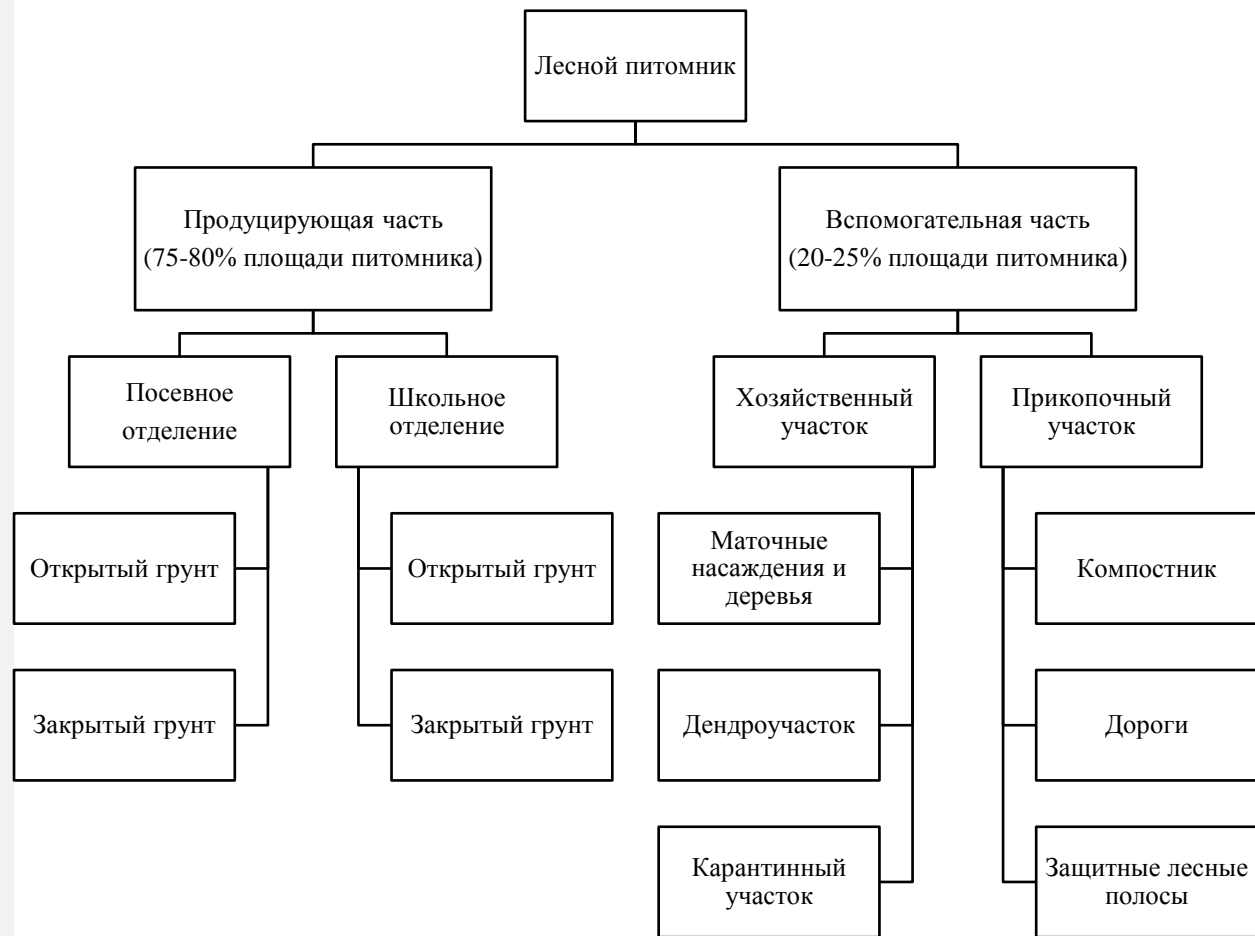 Лесной питомник
Продуцирующая часть
(75-80% площади питомника)
Вспомогательная часть
(20-25% площади питомника)
Посевное
отделение
Школьное
отделение
Хозяйственный
участок
Прикопочный
участок
Открытый грунт
Открытый грунт
Маточные
насаждения и
деревья
Компостник
Закрытый грунт
Закрытый грунт
Дендроучасток
Дороги
Карантинный
участок
Защитные лесные
полосы